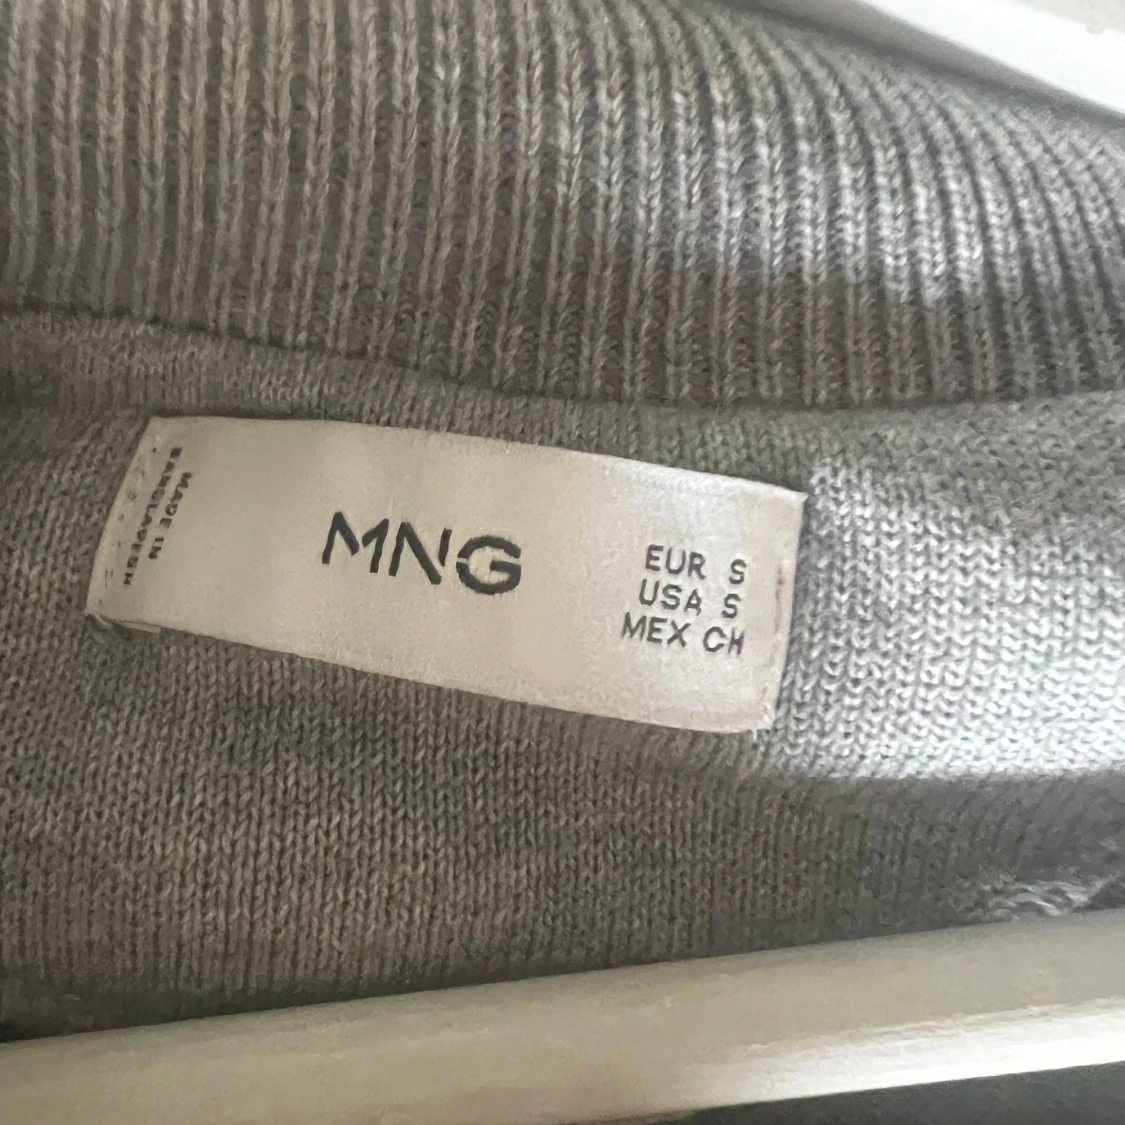 MADE IN
BANGLADESH
MNG
EUR S
USA S
MEX CH